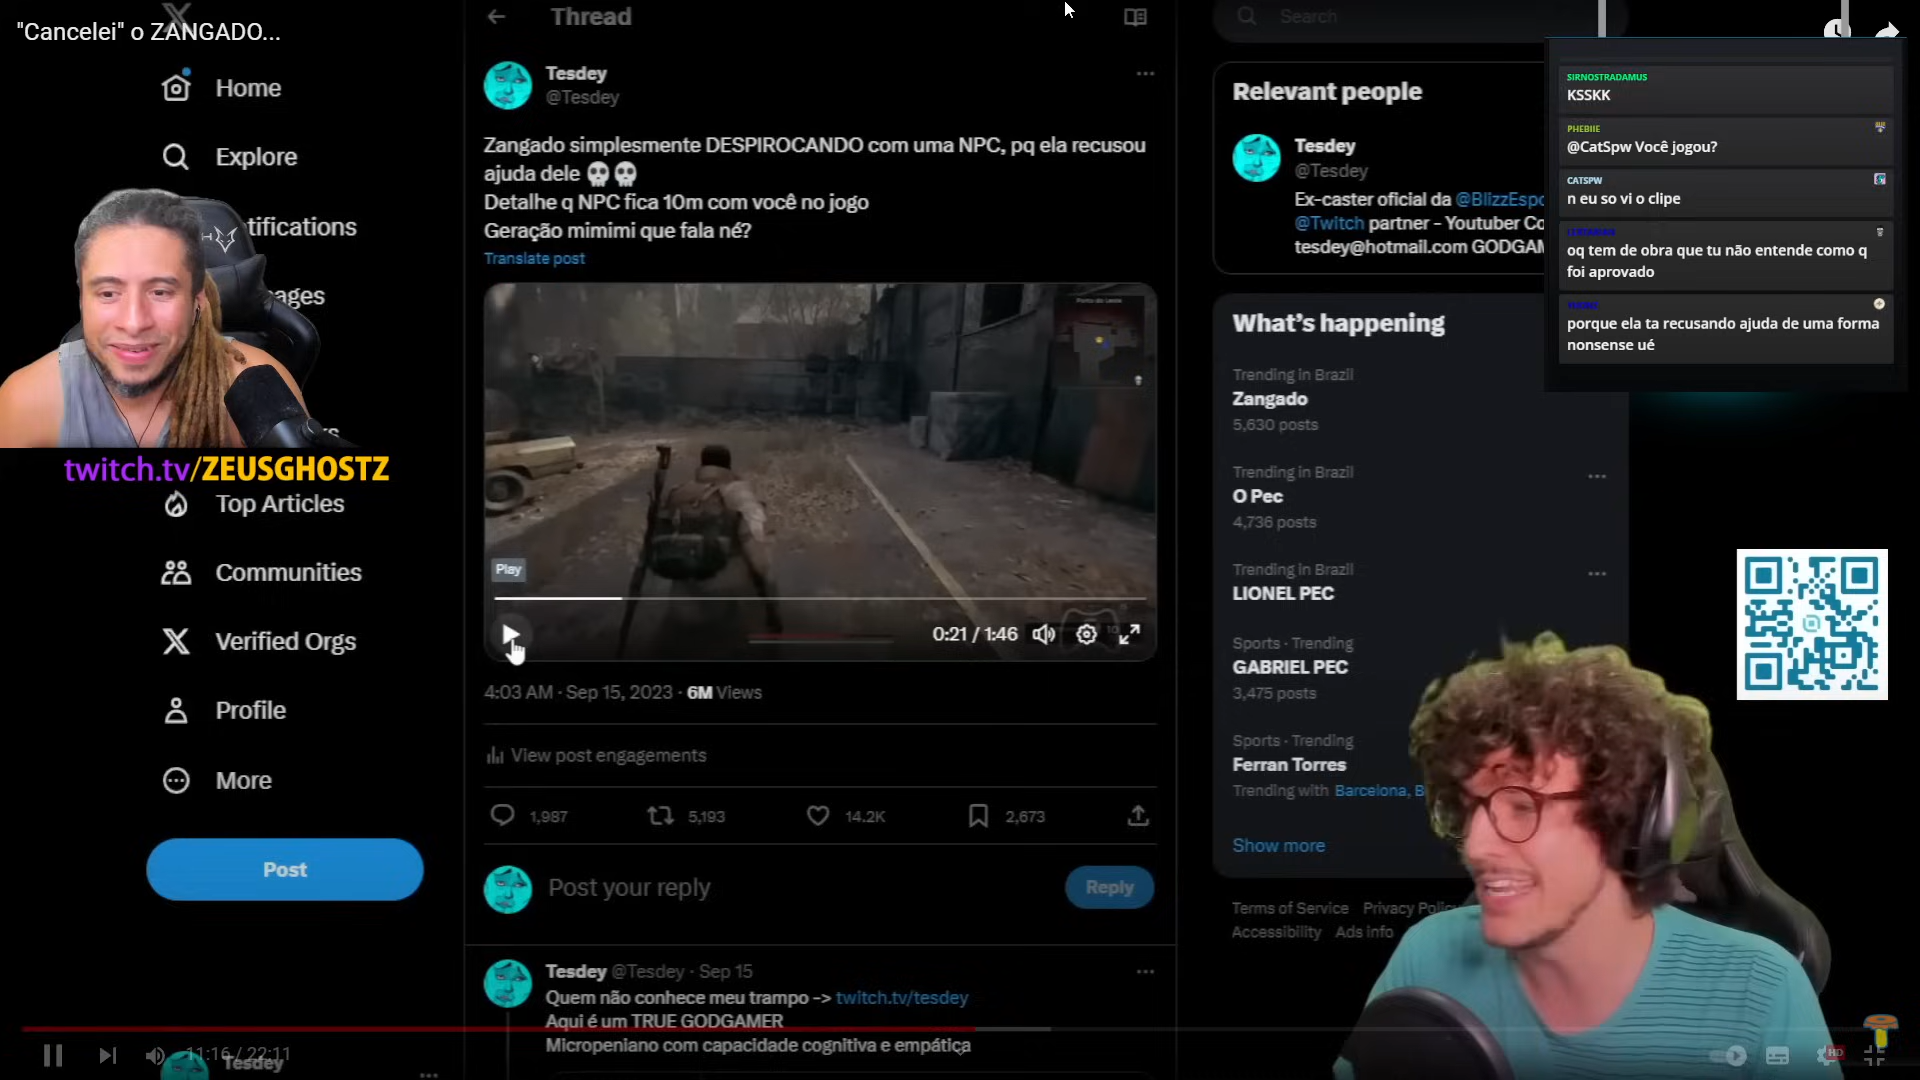 "Cancelei" o ZANGADO...
Home
Explore
tifications
ages
twitch.tv/ZEUSGHOSTZ
Top Articles
Communities
Verified Orgs
Profile
More
Post
Thread
Tesdey
@Tesdey
Zangado simplesmente DESPIROCANDO com uma NPC, pq ela recusou
ajuda dele 💀💀
Detalhe q NPC fica 10m com você no jogo
Geração mimimi que fala né?
Translate post
Play
0:21 / 1:46
4:03 AM · Sep 15, 2023 · 6M Views
View post engagements
1,987 5,193 14.2K 2,673
Post your reply
Reply
Tesdey @Tesdey · Sep 15
Quem não conhece meu trampo -> twitch.tv/tesdey
Aqui é um TRUE GODGAMER
Micropeniano com capacidade cognitiva e empática
11:16 / 22:11
Tesdey
Search
Relevant people
Tesdey
@Tesdey
Ex-caster oficial da @BlizzEspo
@Twitch partner - Youtuber Co
tesdey@hotmail.com GODGAM
What's happening
Trending in Brazil
Zangado
5,630 posts
Trending in Brazil
O Pec
4,736 posts
Trending in Brazil
LIONEL PEC
Sports · Trending
GABRIEL PEC
3,475 posts
Sports · Trending
Ferran Torres
Trending with Barcelona, B
Show more
Terms of Service Privacy Policy
Accessibility Ads info
SIRNOSTRADAMUS
KSSKK
PHEBIIE
@CatSpw Você jogou?
CATSPW
n eu so vi o clipe
oq tem de obra que tu não entende como q
foi aprovado
porque ela ta recusando ajuda de uma forma
nonsense ué
HD